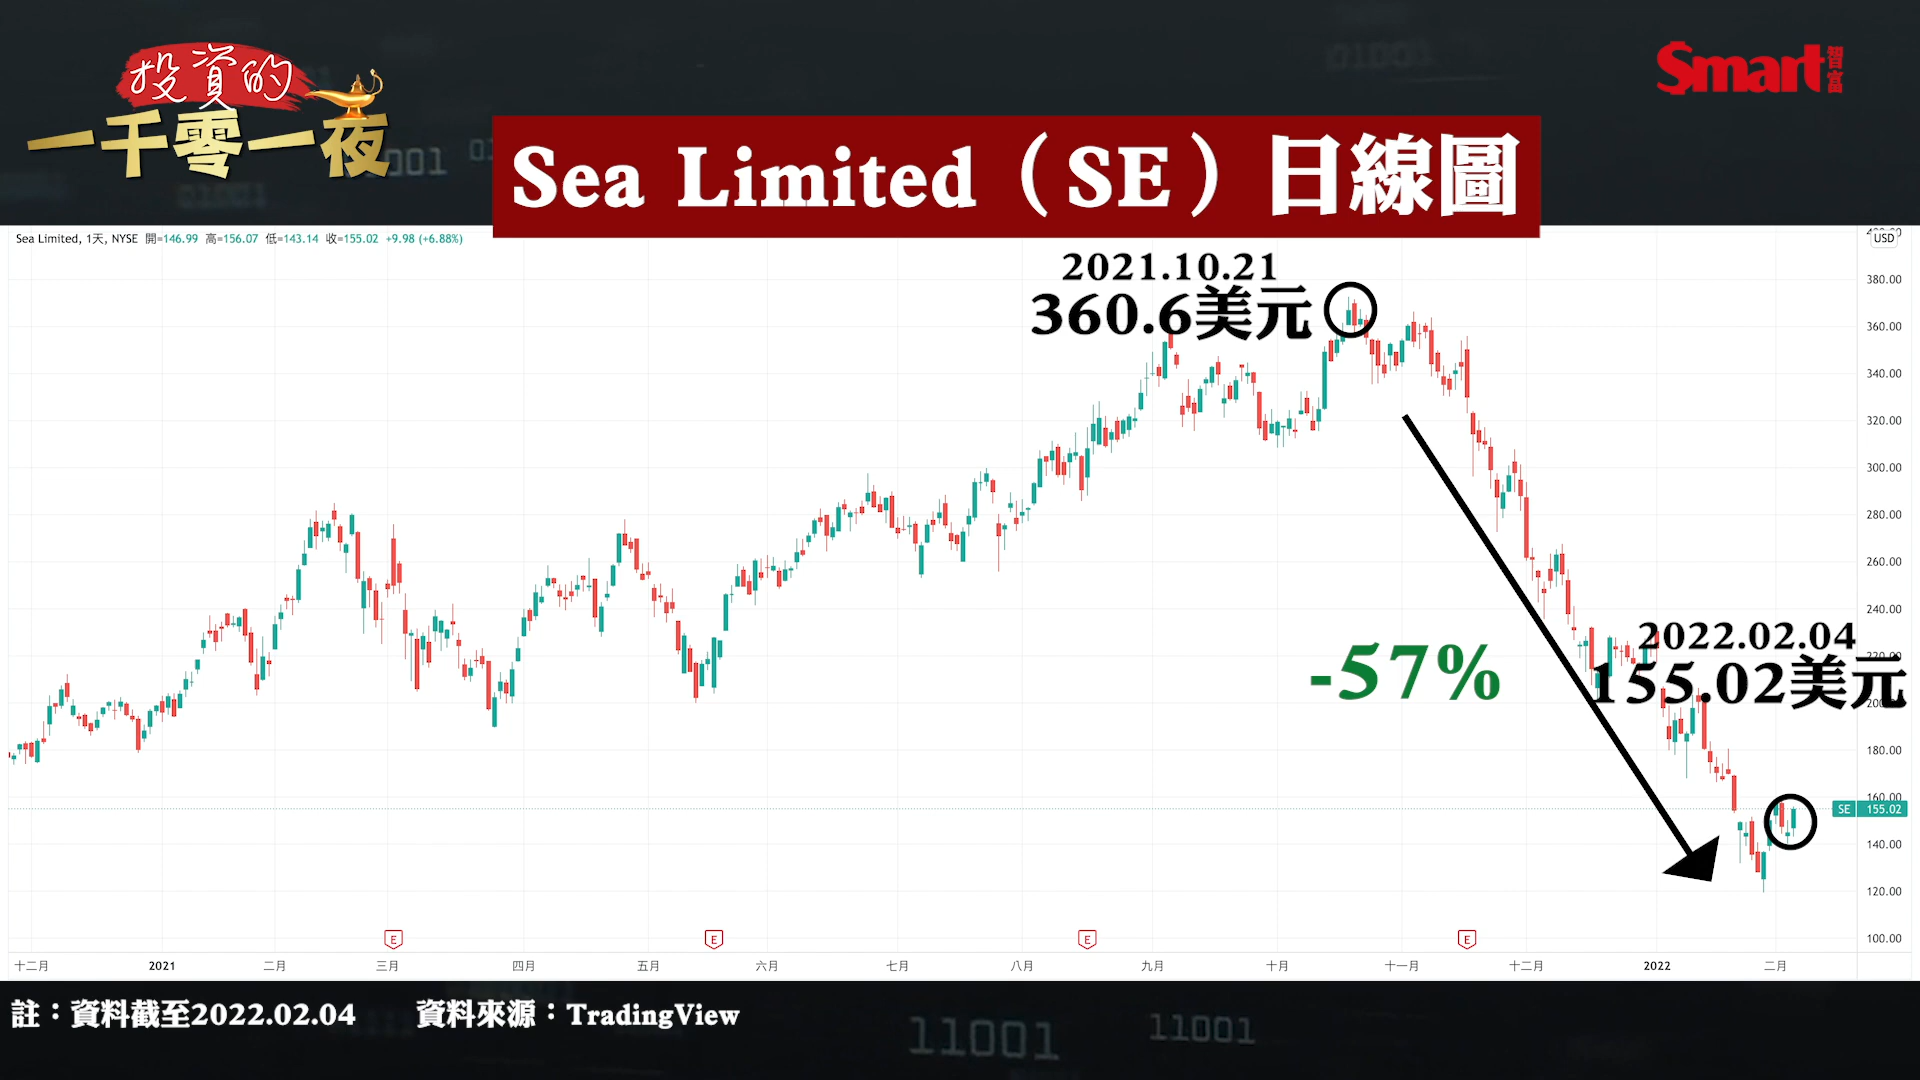 投資的
一千零一夜
Smart智富
Sea Limited（SE）日線圖
Sea Limited, 1天, NYSE 開=146.99 高=156.07 低=143.14 收=155.02 +9.98 (+6.88%)
USD
2021.10.21
360.6美元
380.00
360.00
340.00
320.00
300.00
280.00
260.00
240.00
220.00
200.00
180.00
160.00
SE 155.02
140.00
120.00
100.00
2022.02.04
155.02美元
-57%
E E E E
十二月 2021 二月 三月 四月 五月 六月 七月 八月 九月 十月 十一月 十二月 2022 二月
註：資料截至2022.02.04 資料來源：TradingView
11001 11001